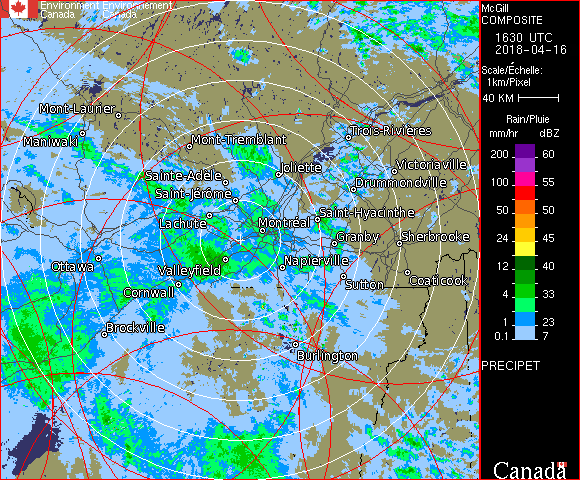 Environment Environnement
Canada Canada
McGill
COMPOSITE
1630 UTC
2018-04-16
Scale/Échelle:
1km/Pixel
40 KM
Rain/Pluie
mm/hr dBZ
200 60
100 55
50 50
24 45
12 40
4 33
1 23
0.1 7
PRECIPET
Canada
Mont-Laurier
Maniwaki
Mont-Tremblant
Trois-Rivières
Sainte-Adèle
Joliette
Victoriaville
Saint-Jérôme
Drummondville
Lachute
Montréal
Saint-Hyacinthe
Granby
Sherbrooke
Ottawa
Valleyfield
Napierville
Cornwall
Sutton
Coaticook
Brockville
Burlington